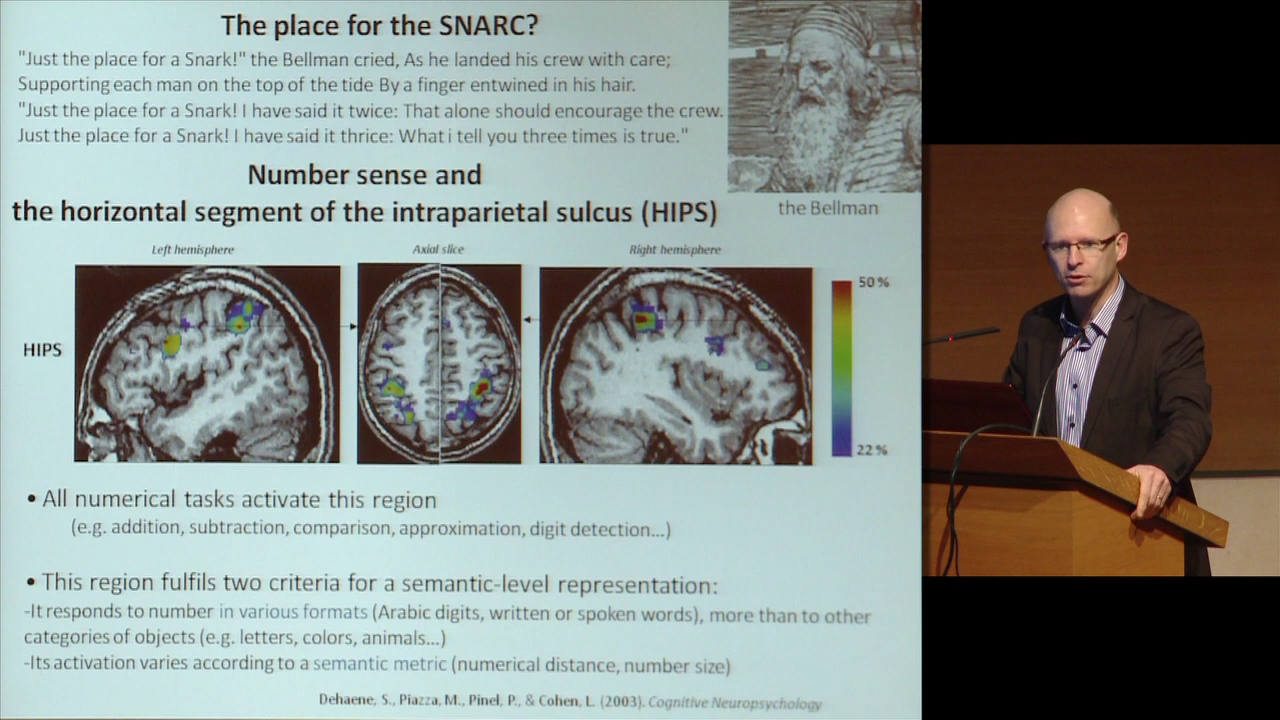 The place for the SNARC?
"Just the place for a Snark!" the Bellman cried, As he landed his crew with care;
Supporting each man on the top of the tide By a finger entwined in his hair.
"Just the place for a Snark! I have said it twice: That alone should encourage the crew.
Just the place for a Snark! I have said it thrice: What i tell you three times is true."
the Bellman
Number sense and
the horizontal segment of the intraparietal sulcus (HIPS)
Left hemisphere
Axial slice
Right hemisphere
50 %
HIPS
22 %
• All numerical tasks activate this region
(e.g. addition, subtraction, comparison, approximation, digit detection...)
• This region fulfils two criteria for a semantic-level representation:
-It responds to number in various formats (Arabic digits, written or spoken words), more than to other
categories of objects (e.g. letters, colors, animals...)
-Its activation varies according to a semantic metric (numerical distance, number size)
Dehaene, S., Piazza, M., Pinel, P., & Cohen, L. (2003). Cognitive Neuropsychology